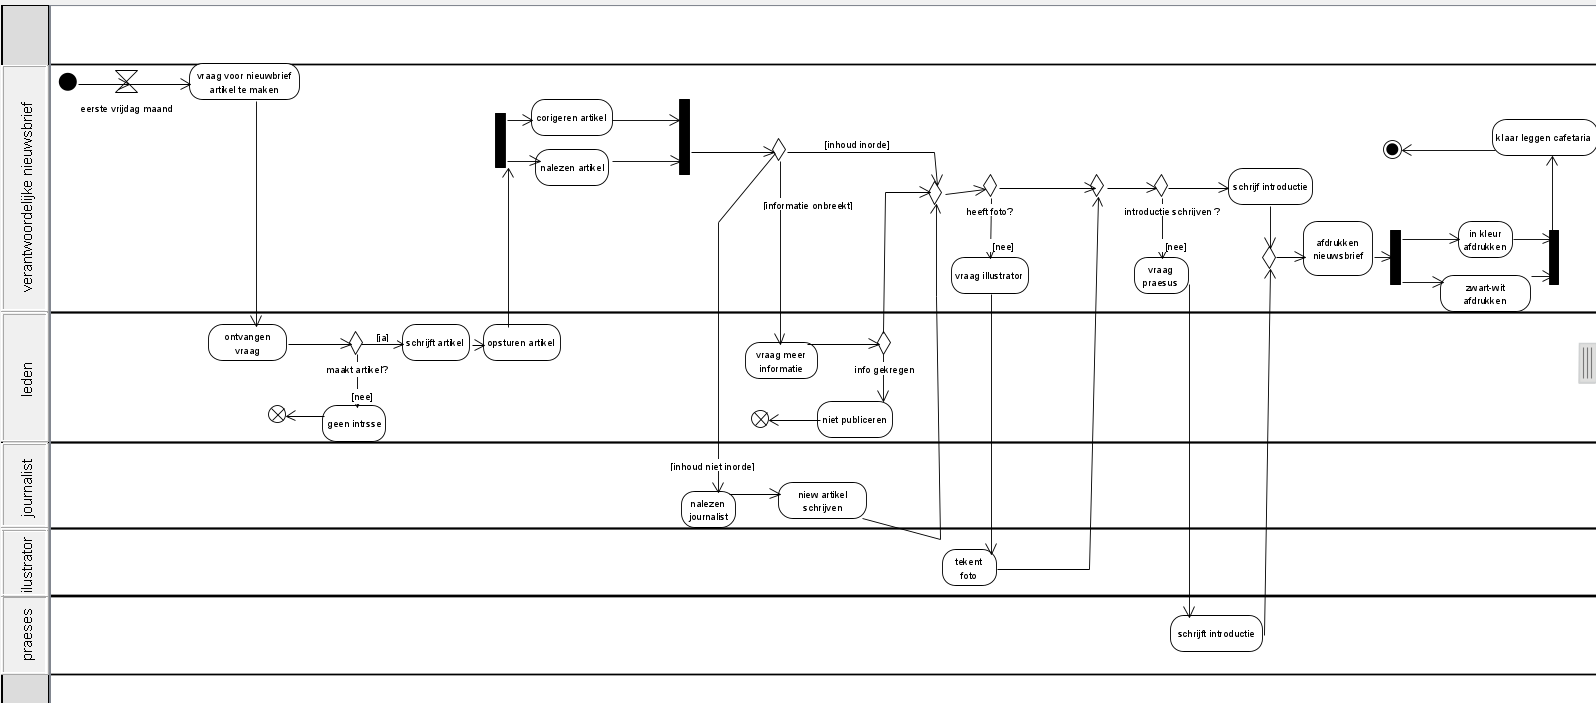 verantwoordelijke nieuwsbrief
eerste vrijdag maand
vraag voor nieuwbrief
artikel te maken
corigeren artikel
nalezen artikel
[inhoud inorde]
[informatie onbreekt]
heeft foto?
[nee]
vraag illustrator
introductie schrijven ?
[nee]
vraag
praesus
schrijf introductie
afdrukken
nieuwsbrief
in kleur
afdrukken
zwart-wit
afdrukken
klaar leggen cafetaria
leden
ontvangen
vraag
maakt artikel?
[ja]
[nee]
geen intrsse
schrijft artikel
opsturen artikel
vraag meer
informatie
info gekregen
niet publiceren
journalist
[inhoud niet inorde]
nalezen
journalist
niew artikel
schrijven
ilustrator
tekent
foto
praeses
schrijft introductie